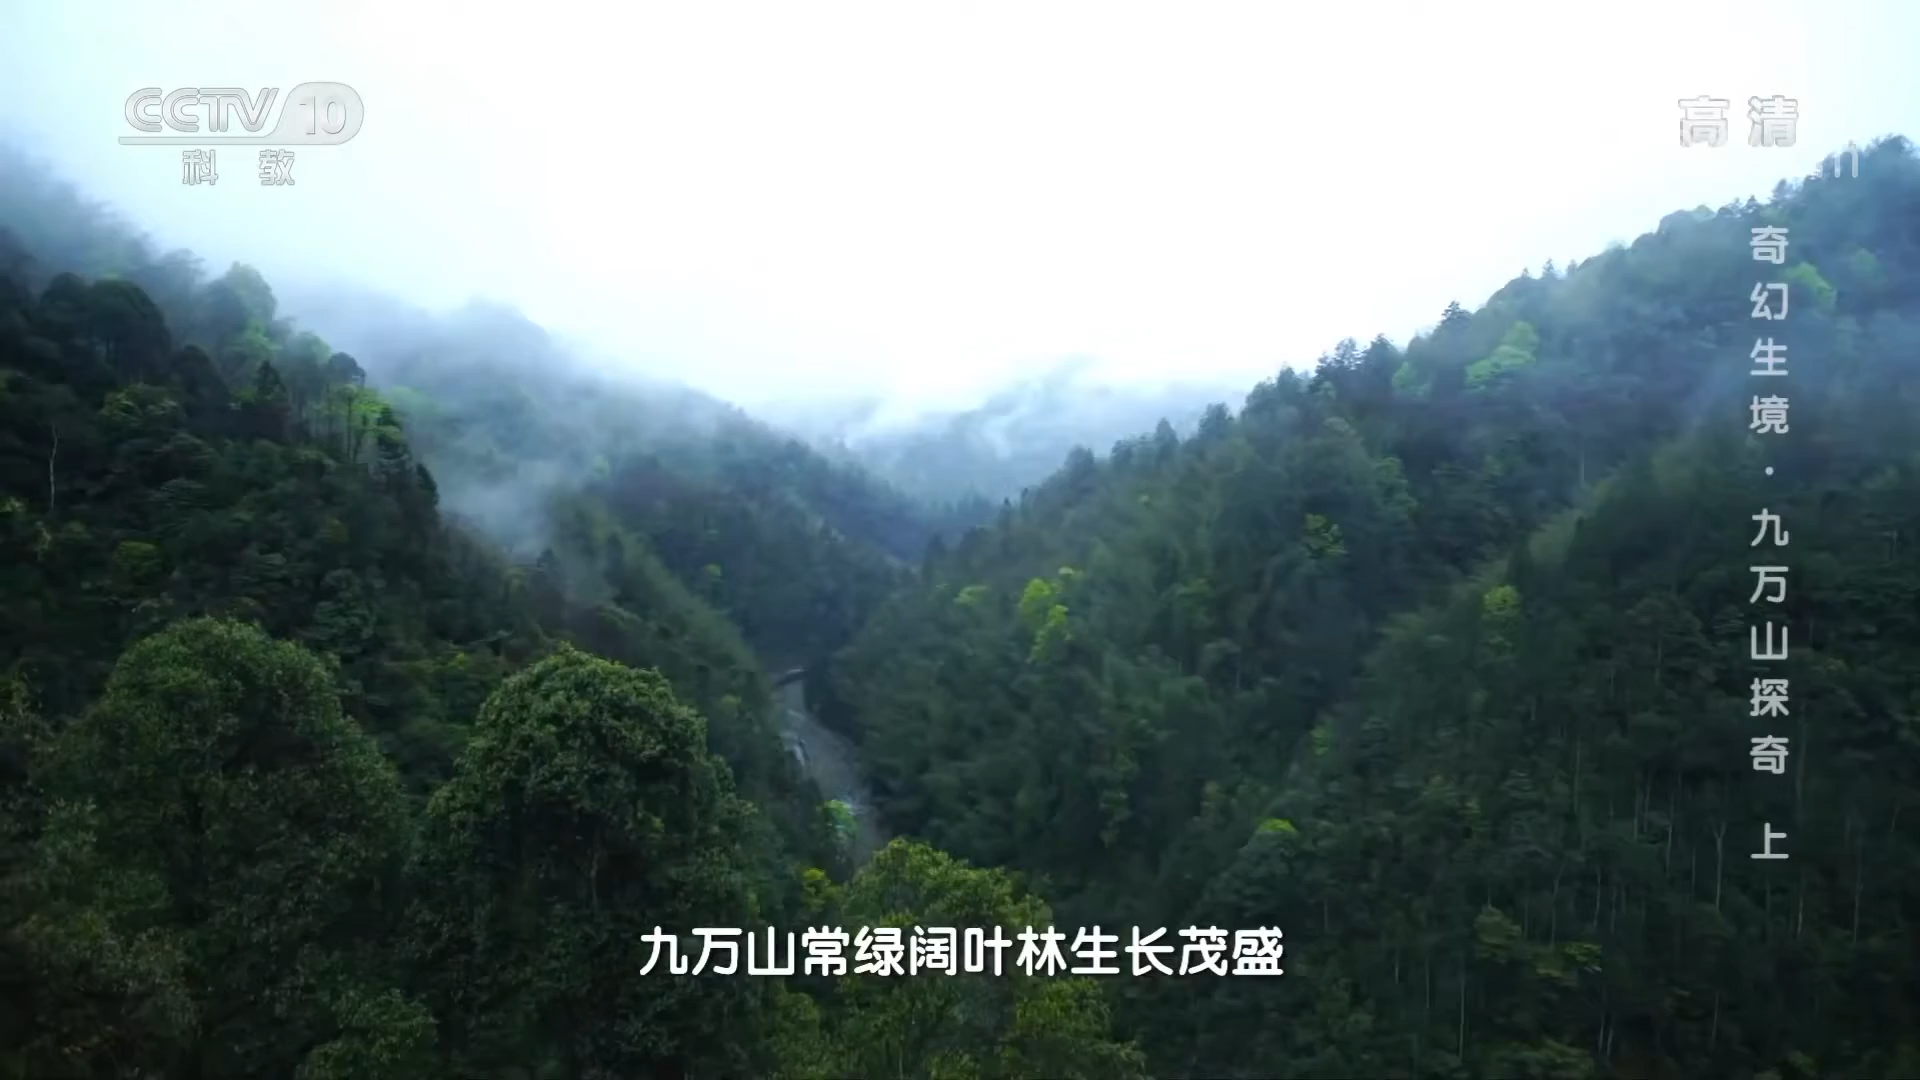 CCTV 10
科教
高清
奇幻生境·九万山探奇 上
九万山常绿阔叶林生长茂盛